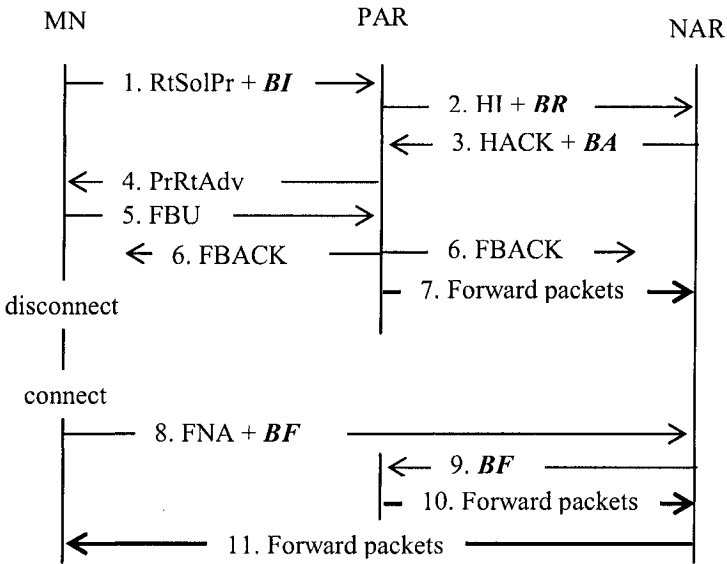 MN
PAR
NAR
1. RtSolPr + BI
2. HI + BR
3. HACK + BA
4. PrRtAdv
5. FBU
6. FBACK
6. FBACK
7. Forward packets
disconnect
connect
8. FNA + BF
9. BF
10. Forward packets
11. Forward packets